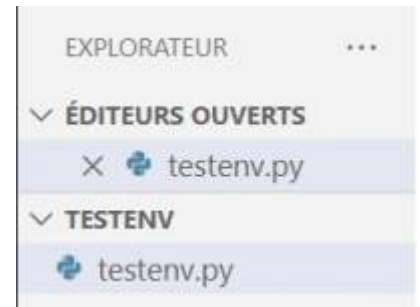 EXPLORATEUR ...
ÉDITEURS OUVERTS
testenv.py
TESTENV
testenv.py